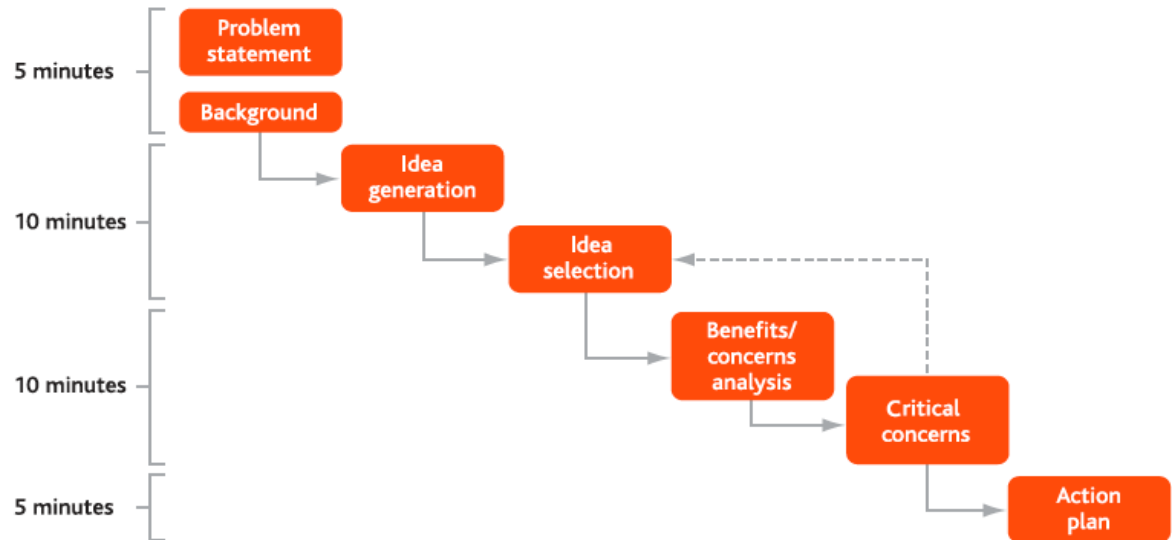 Problem
statement
5 minutes
Background
Idea
generation
10 minutes
Idea
selection
Benefits/
concerns
analysis
10 minutes
Critical
concerns
5 minutes
Action
plan